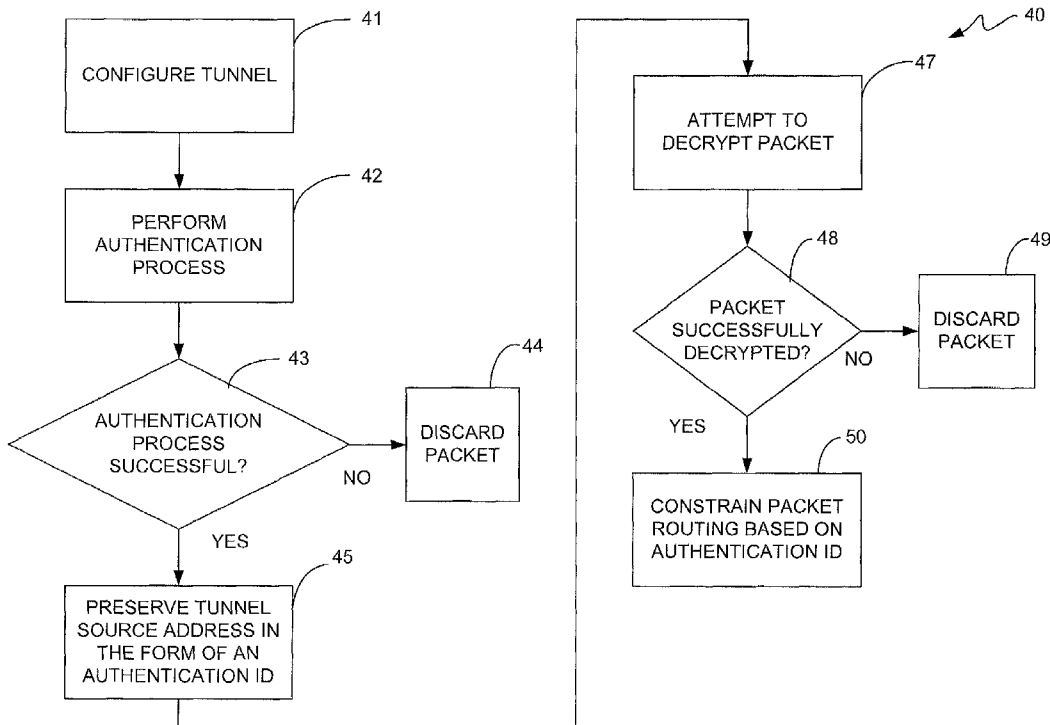 41
CONFIGURE TUNNEL
42
PERFORM
AUTHENTICATION
PROCESS
43
AUTHENTICATION
PROCESS
SUCCESSFUL?
NO
44
DISCARD
PACKET
YES
45
PRESERVE TUNNEL
SOURCE ADDRESS IN
THE FORM OF AN
AUTHENTICATION ID
40
47
ATTEMPT TO
DECRYPT PACKET
48
PACKET
SUCCESSFULLY
DECRYPTED?
NO
49
DISCARD
PACKET
YES
50
CONSTRAIN PACKET
ROUTING BASED ON
AUTHENTICATION ID